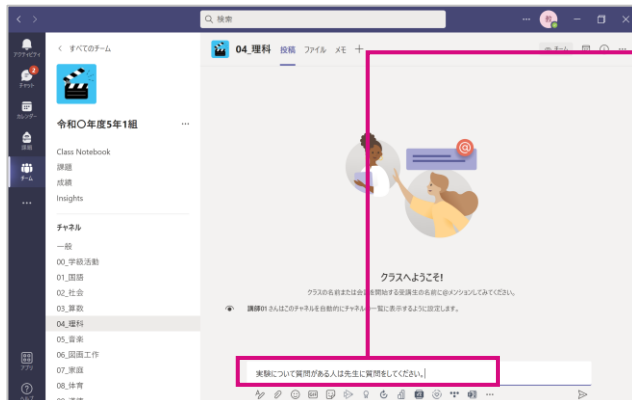 検索
教
アクティビティ
2
チャット
カレンダー
課題
チーム
アプリ
ヘルプ
すべてのチーム
令和〇年度5年1組
Class Notebook
課題
成績
Insights
チャネル
一般
00_学級活動
01_国語
02_社会
03_算数
04_理科
05_音楽
06_図画工作
07_家庭
08_体育
04_理科 投稿 ファイル メモ
チーム
@
クラスへようこそ!
クラスの名前または会話を開始する受講生の名前に@メンションしてみてください。
講師01 さんはこのチャネルを自動的にチャネルの一覧に表示するように設定します。
実験について質問がある人は先生に質問をしてください。
GIF